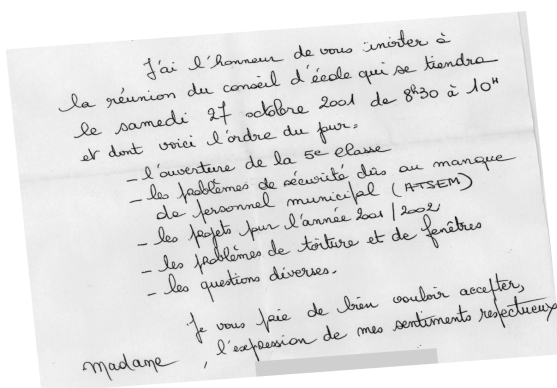 J'ai l'honneur de vous inviter à
la réunion du conseil d'école qui se tiendra
le samedi 27 octobre 2001 de 8h30 à 10H
et dont voici l'ordre du jour.
- l'ouverture de la 5e classe
- les problèmes de sécurité dûs au manque
de personnel municipal (ATSEM)
- les projets pour l'année 2001/2002
- les problèmes de toiture et de fenêtres
- les questions diverses.
Je vous prie de bien vouloir accepter,
Madame , l'expression de mes sentiments respectueux